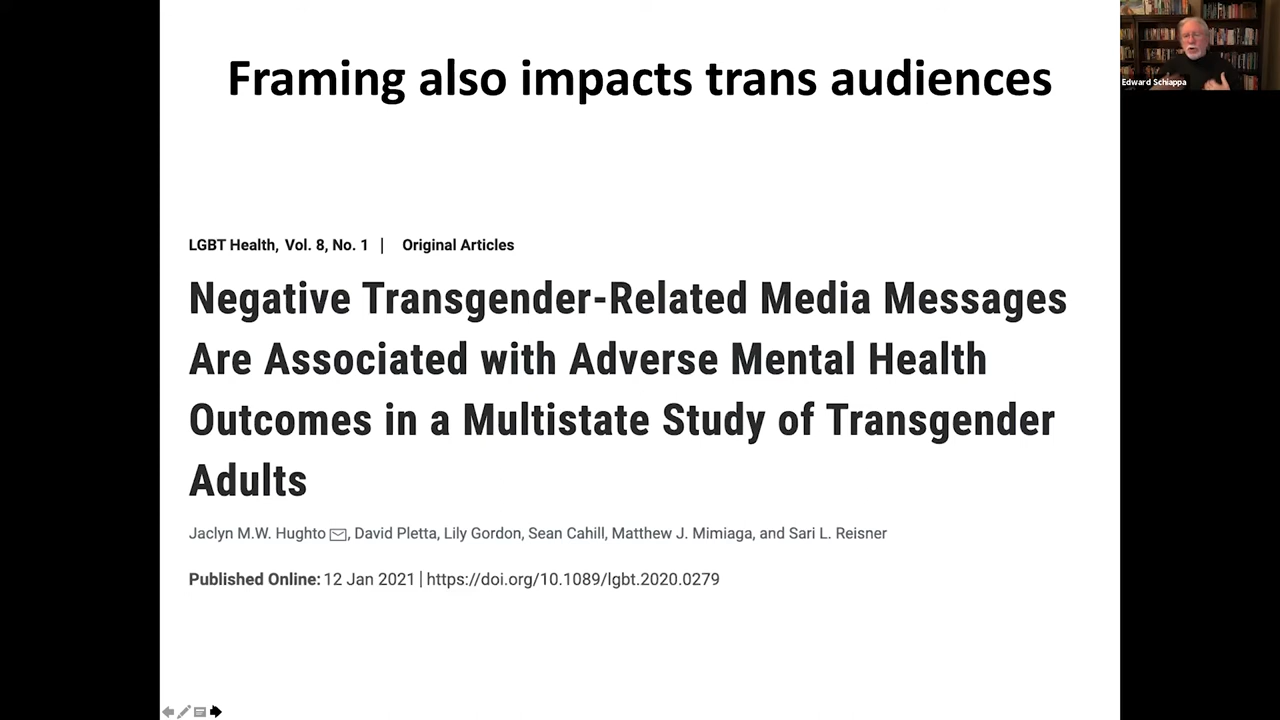 Framing also impacts trans audiences
Edward Schiappa
LGBT Health, Vol. 8, No. 1 | Original Articles
Negative Transgender-Related Media Messages
Are Associated with Adverse Mental Health
Outcomes in a Multistate Study of Transgender
Adults
Jaclyn M.W. Hughto, David Pletta, Lily Gordon, Sean Cahill, Matthew J. Mimiaga, and Sari L. Reisner
Published Online: 12 Jan 2021 | https://doi.org/10.1089/lgbt.2020.0279